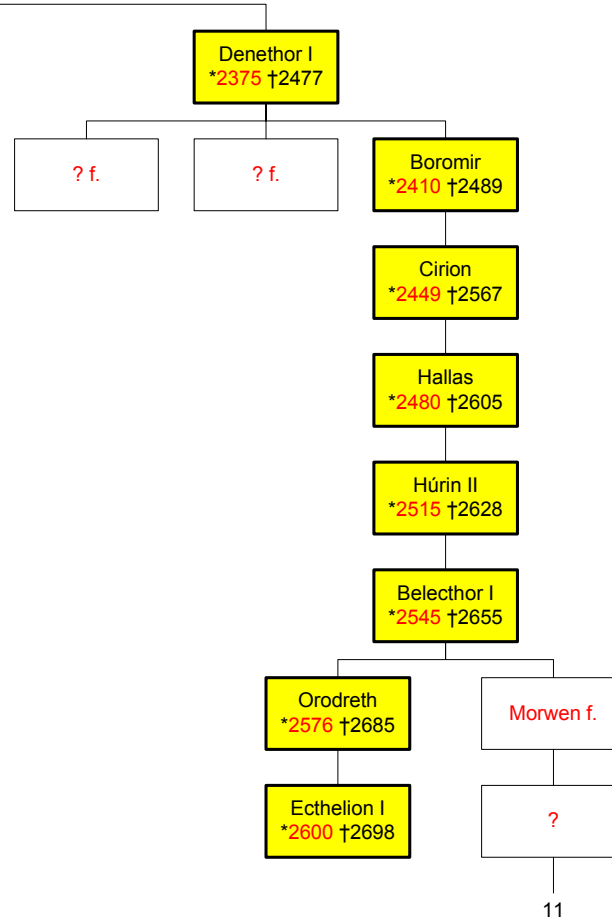 Denethor I
*2375 †2477
? f.
? f.
Boromir
*2410 †2489
Cirion
*2449 †2567
Hallas
*2480 †2605
Húrin II
*2515 †2628
Belecthor I
*2545 †2655
Orodreth
*2576 †2685
Morwen f.
Ecthelion I
*2600 †2698
?
11